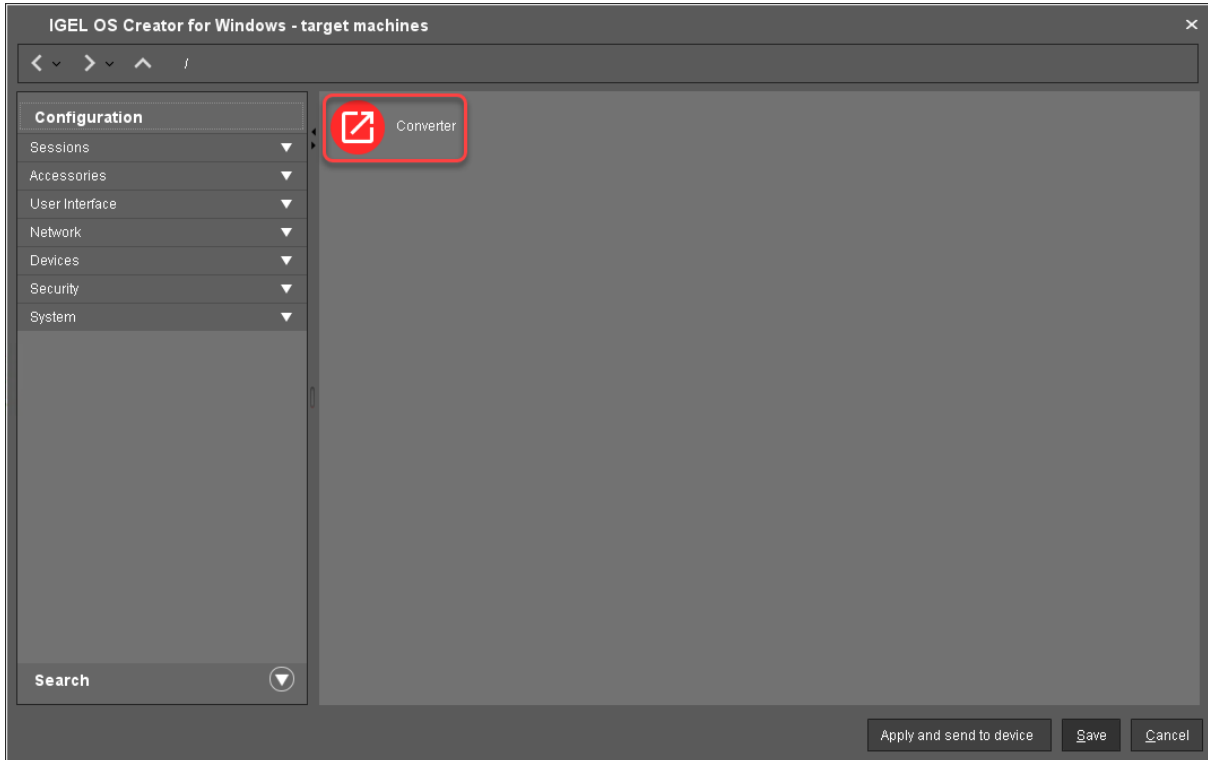 IGEL OS Creator for Windows - target machines
/
Configuration
Sessions
Accessories
User Interface
Network
Devices
Security
System
Search
Converter
Apply and send to device
Save
Cancel